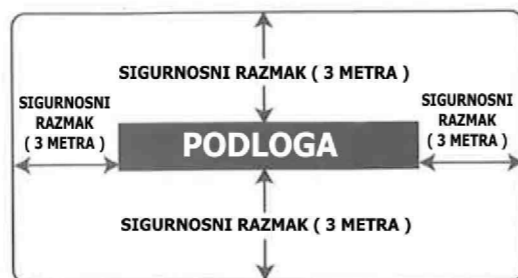 SIGURNOSNI RAZMAK ( 3 METRA )
SIGURNOSNI
RAZMAK
( 3 METRA )
PODLOGA
SIGURNOSNI
RAZMAK
( 3 METRA )
SIGURNOSNI RAZMAK ( 3 METRA )